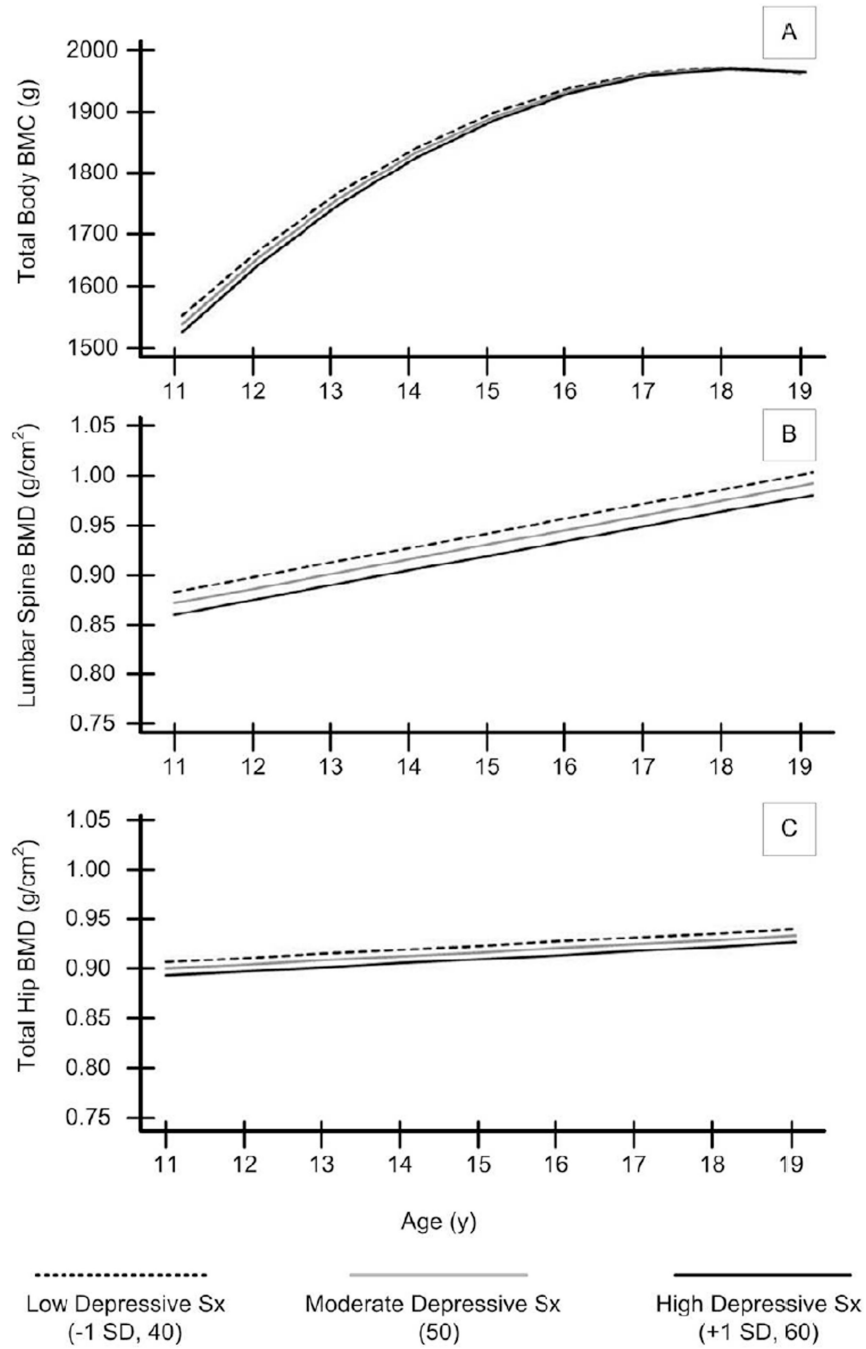 A
Total Body BMC (g)
2000
1900
1800
1700
1600
1500
11 12 13 14 15 16 17 18 19
B
Lumbar Spine BMD (g/cm²)
1.05
1.00
0.95
0.90
0.85
0.80
0.75
11 12 13 14 15 16 17 18 19
C
Total Hip BMD (g/cm²)
1.05
1.00
0.95
0.90
0.85
0.80
0.75
11 12 13 14 15 16 17 18 19
Age (y)
Low Depressive Sx
(-1 SD, 40)
Moderate Depressive Sx
(50)
High Depressive Sx
(+1 SD, 60)